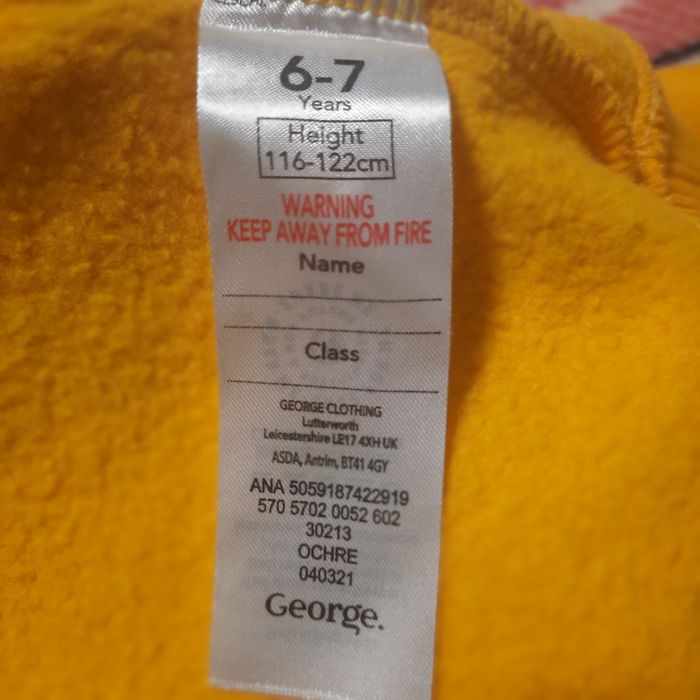 6-7
Years
Height
116-122cm
WARNING
KEEP AWAY FROM FIRE
Name
Class
GEORGE CLOTHING
Lutterworth
Leicestershire LE17 4XH UK
ASDA, Antrim, BT41 4GY
ANA 5059187422919
570 5702 0052 602
30213
OCHRE
040321
George.